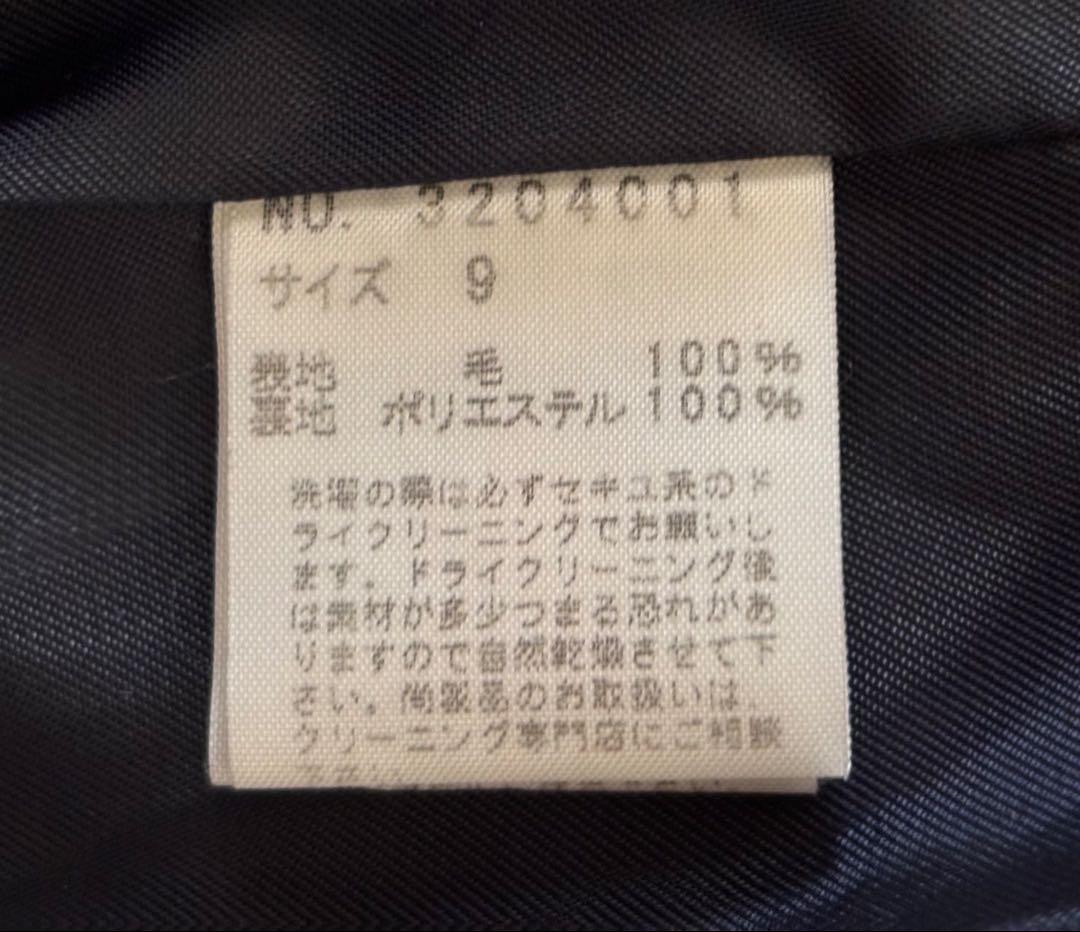 NO. 3204001
サイズ 9
表地 毛 100%
裏地 ポリエステル 100%
洗濯の際は必ずセキユ系のド
ライクリーニングでお願いし
ます。ドライクリーニング後
は素材が多少つまる恐れがあ
りますので自然乾燥させて下
さい。尚製品のお取扱いは、
クリーニング専門店にご相談
下さい